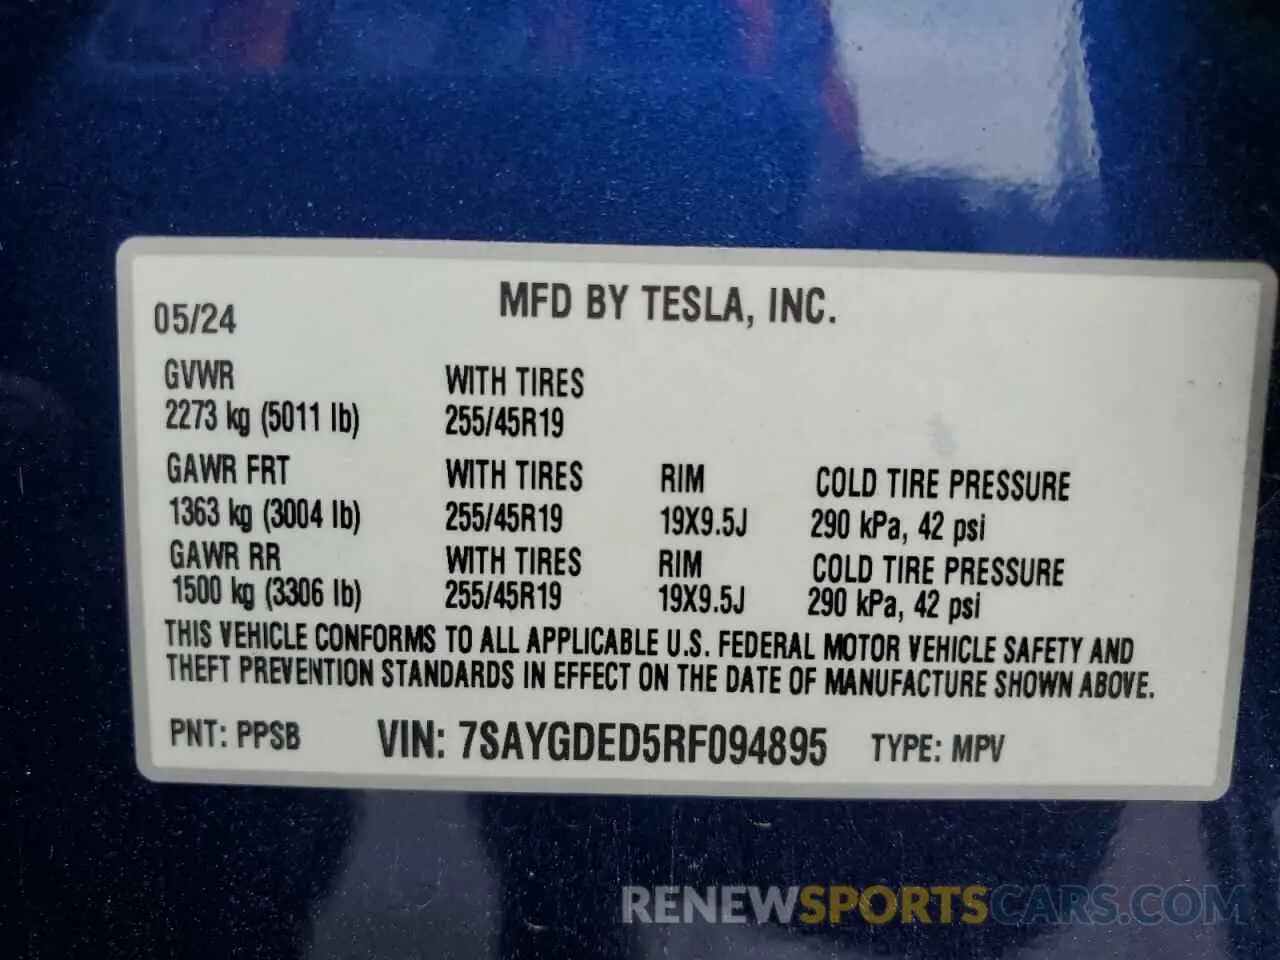 05/24 MFD BY TESLA, INC.
GVWR WITH TIRES
2273 kg (5011 lb) 255/45R19
GAWR FRT WITH TIRES RIM COLD TIRE PRESSURE
1363 kg (3004 lb) 255/45R19 19X9.5J 290 kPa, 42 psi
GAWR RR WITH TIRES RIM COLD TIRE PRESSURE
1500 kg (3306 lb) 255/45R19 19X9.5J 290 kPa, 42 psi
THIS VEHICLE CONFORMS TO ALL APPLICABLE U.S. FEDERAL MOTOR VEHICLE SAFETY AND
THEFT PREVENTION STANDARDS IN EFFECT ON THE DATE OF MANUFACTURE SHOWN ABOVE.
PNT: PPSB VIN: 7SAYGDED5RF094895 TYPE: MPV
RENEWSPORTSCARS.COM